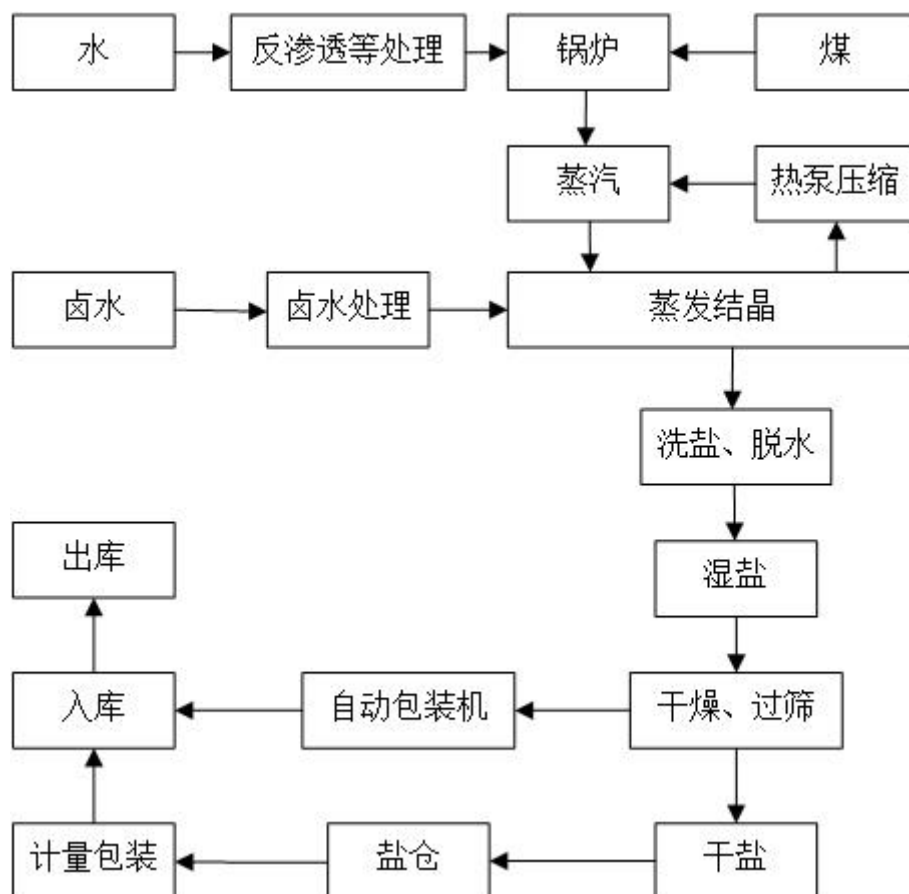 水
反渗透等处理
锅炉
煤
蒸汽
热泵压缩
卤水
卤水处理
蒸发结晶
洗盐、脱水
出库
湿盐
入库
自动包装机
干燥、过筛
计量包装
盐仓
干盐